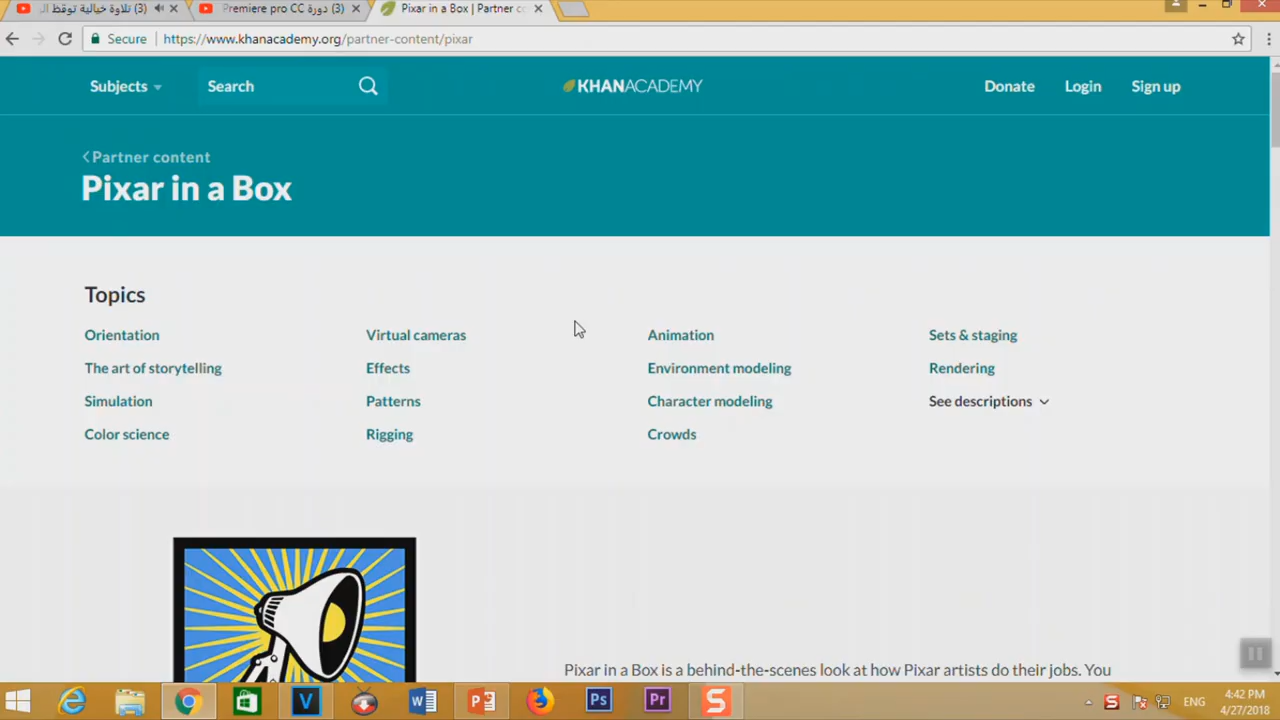 (3) تلاوة خيالية توقظ الـ
(3) دورة Premiere pro CC
Pixar in a Box | Partner co
Secure
https://www.khanacademy.org/partner-content/pixar
Subjects
Search
KHANACADEMY
Donate
Login
Sign up
Partner content
Pixar in a Box
Topics
Orientation
Virtual cameras
Animation
Sets & staging
The art of storytelling
Effects
Environment modeling
Rendering
Simulation
Patterns
Character modeling
See descriptions
Color science
Rigging
Crowds
Pixar in a Box is a behind-the-scenes look at how Pixar artists do their jobs. You
V
W
P
Ps
Pr
S
S
ENG
4:42 PM
4/27/2018